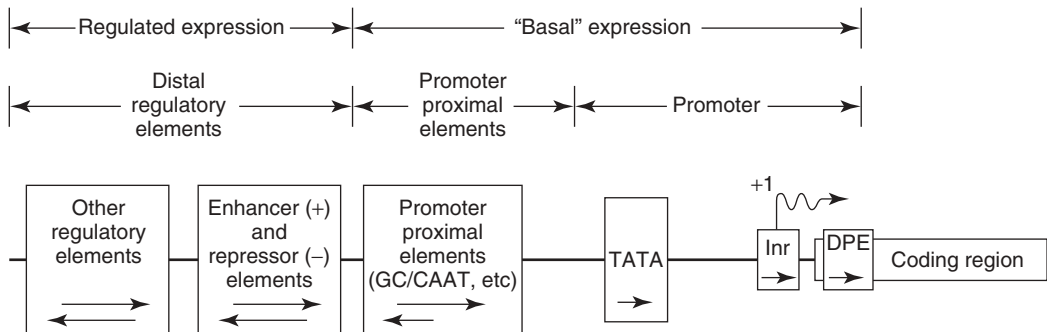 Regulated expression
“Basal” expression
Distal
regulatory
elements
Promoter
proximal
elements
Promoter
Other
regulatory
elements
Enhancer (+)
and
repressor (−)
elements
Promoter
proximal
elements
(GC/CAAT, etc)
TATA
+1
Inr
DPE
Coding region